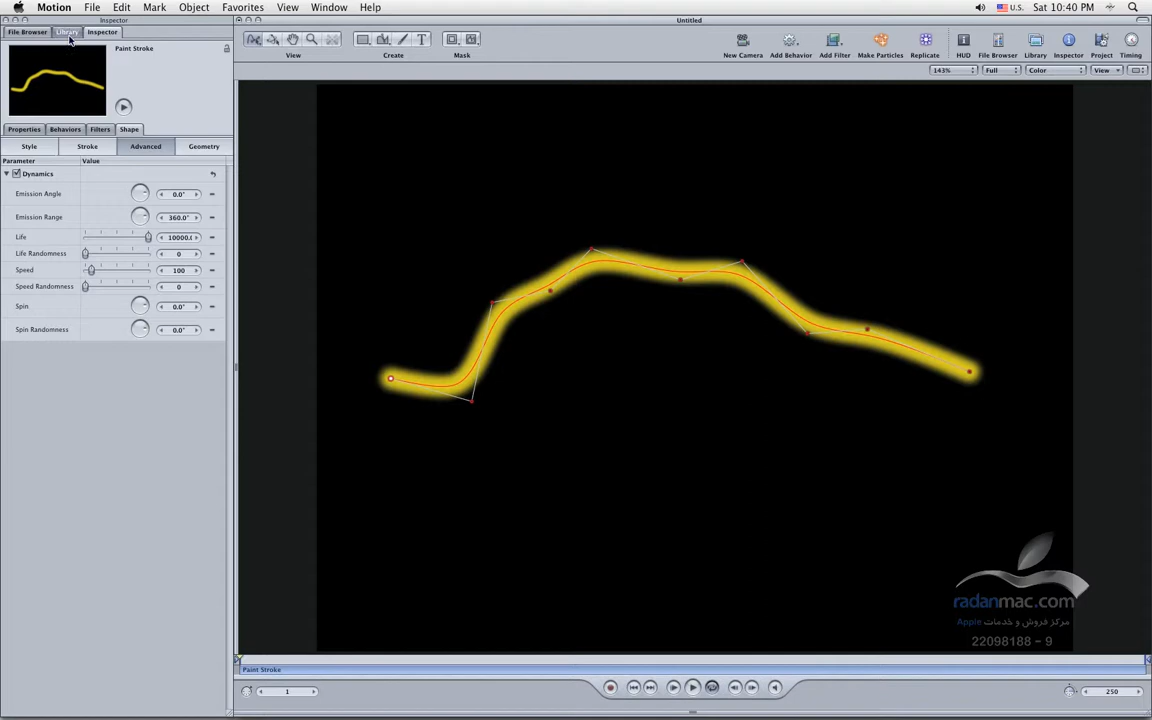 Motion File Edit Mark Object Favorites View Window Help
U.S. Sat 10:40 PM
Inspector
Untitled
File Browser Library Inspector
Paint Stroke
View Create Mask
New Camera Add Behavior Add Filter Make Particles Replicate HUD File Browser Library Inspector Project Timing
143% Full Color View
Properties Behaviors Filters Shape
Style Stroke Advanced Geometry
Parameter Value
Dynamics
Emission Angle 0.0°
Emission Range 360.0°
Life 10000.
Life Randomness 0
Speed 100
Speed Randomness 0
Spin 0.0°
Spin Randomness 0.0°
radanmac.com
مرکز فروش و خدمات Apple
22098188 - 9
Paint Stroke
1
250